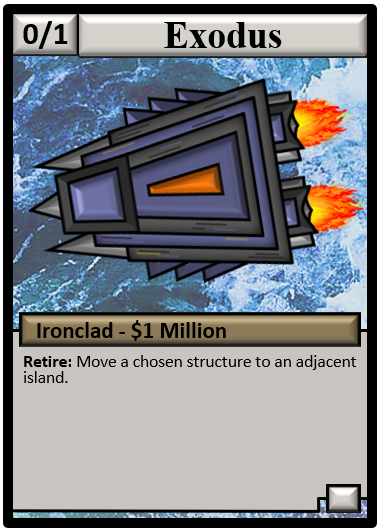 0/1 Exodus
Ironclad - $1 Million
Retire: Move a chosen structure to an adjacent
island.